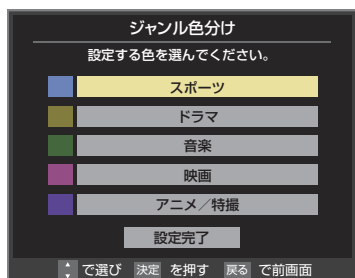 ジャンル色分け
設定する色を選んでください。
スポーツ
ドラマ
音楽
映画
アニメ／特撮
設定完了
で選び 決定 を押す 戻る で前画面